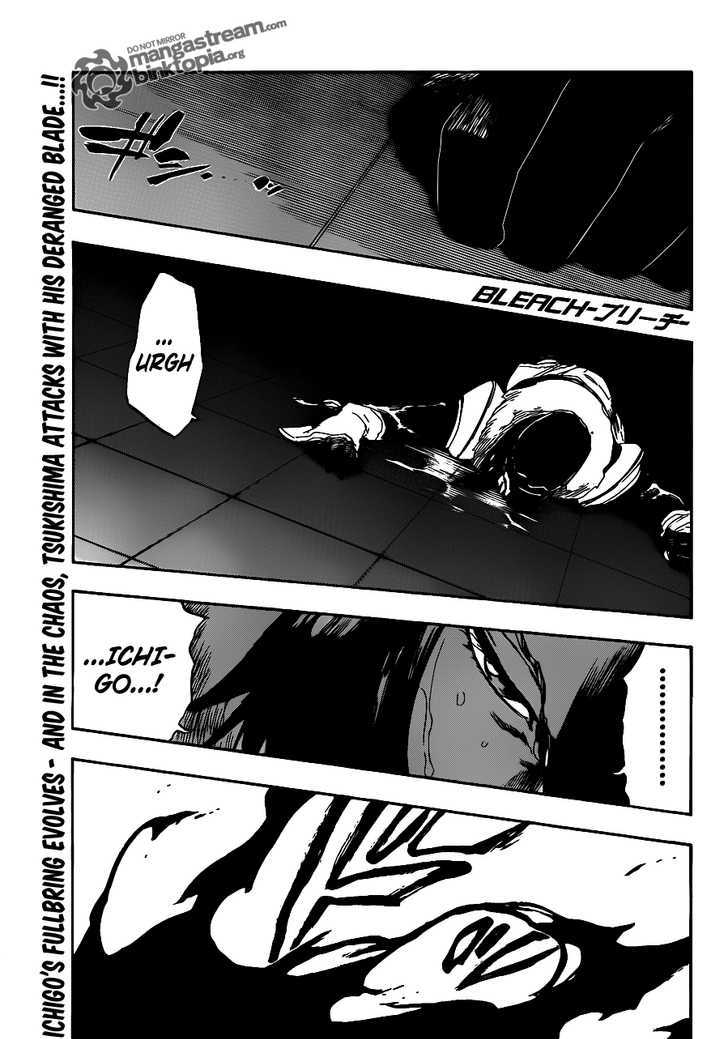 DO NOT MIRROR
mangastream.com
binktopia.org
ICHIGO'S FULLBRING EVOLVES - AND IN THE CHAOS, TSUKISHIMA ATTACKS WITH HIS DERANGED BLADE...!!
BLEACH-ブリーチ-
...
URGH
...ICHI-
GO...!
..........